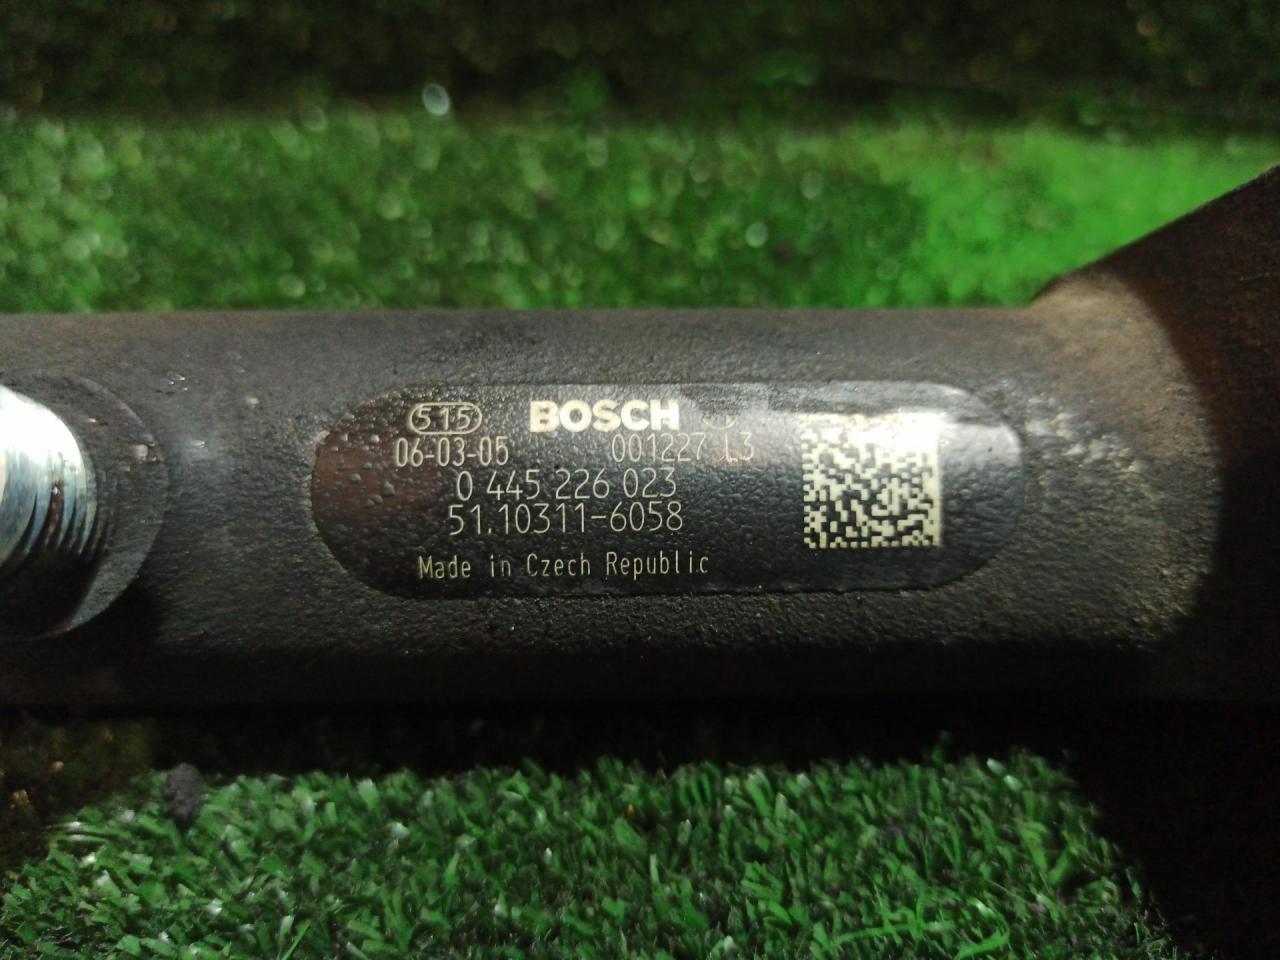 515 BOSCH
06-03-05 001227 L3
0 445 226 023
51.10311-6058
Made in Czech Republic